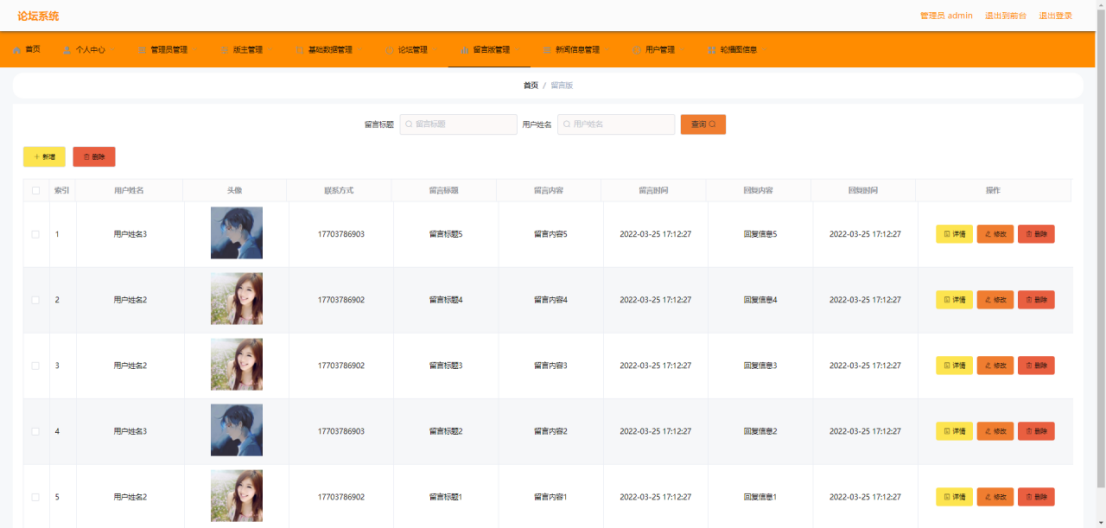 论坛系统 管理员 admin 退出到前台 退出登录
首页 个人中心 管理员管理 版主管理 基础数据管理 论坛管理 留言版管理 新闻信息管理 用户管理 轮播图信息
首页 / 留言版
留言标题 留言标题 用户姓名 用户姓名 查询
+ 新增 删除
索引 用户姓名 头像 联系方式 留言标题 留言内容 留言时间 回复内容 回复时间 操作
1 用户姓名3 17703786903 留言标题5 留言内容5 2022-03-25 17:12:27 回复信息5 2022-03-25 17:12:27 详情 修改 删除
2 用户姓名2 17703786902 留言标题4 留言内容4 2022-03-25 17:12:27 回复信息4 2022-03-25 17:12:27 详情 修改 删除
3 用户姓名2 17703786902 留言标题3 留言内容3 2022-03-25 17:12:27 回复信息3 2022-03-25 17:12:27 详情 修改 删除
4 用户姓名3 17703786903 留言标题2 留言内容2 2022-03-25 17:12:27 回复信息2 2022-03-25 17:12:27 详情 修改 删除
5 用户姓名2 17703786902 留言标题1 留言内容1 2022-03-25 17:12:27 回复信息1 2022-03-25 17:12:27 详情 修改 删除